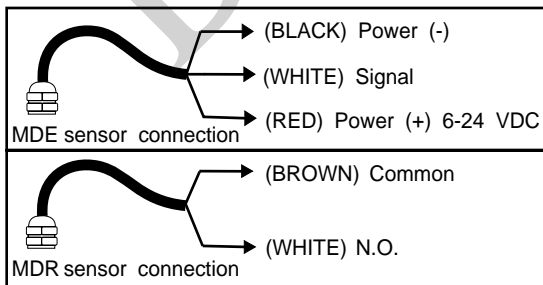 (BLACK) Power (-)
(WHITE) Signal
(RED) Power (+) 6-24 VDC
MDE sensor connection
(BROWN) Common
(WHITE) N.O.
MDR sensor connection